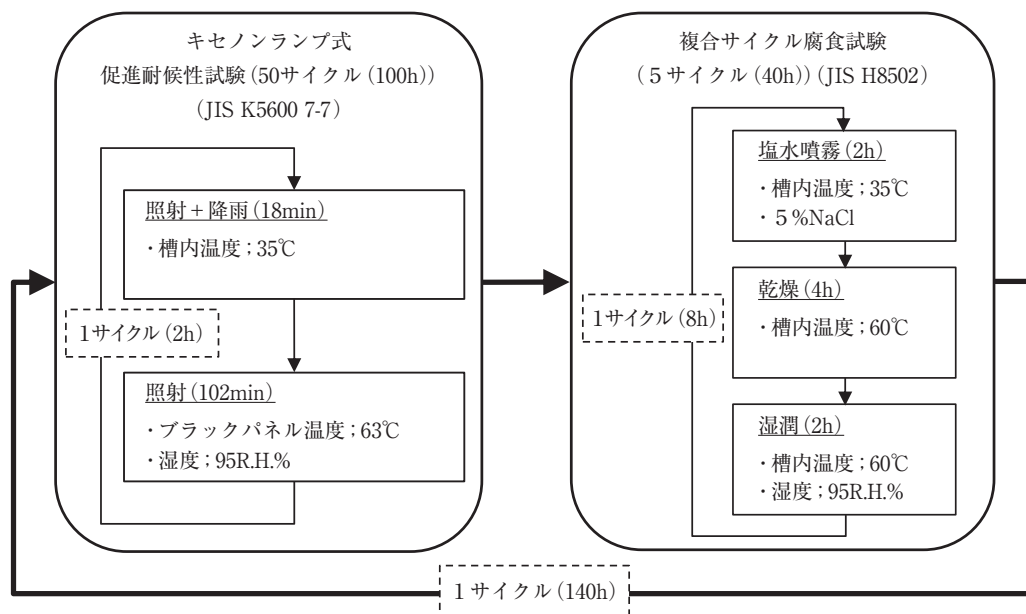 キセノンランプ式
促進耐候性試験(50サイクル(100h))
(JIS K5600 7-7)
照射+降雨(18min)
・槽内温度;35℃
1サイクル(2h)
照射(102min)
・ブラックパネル温度;63℃
・湿度;95R.H.%
複合サイクル腐食試験
(5サイクル(40h))(JIS H8502)
塩水噴霧(2h)
・槽内温度;35℃
・5%NaCl
乾燥(4h)
・槽内温度;60℃
1サイクル(8h)
湿潤(2h)
・槽内温度;60℃
・湿度;95R.H.%
1サイクル(140h)